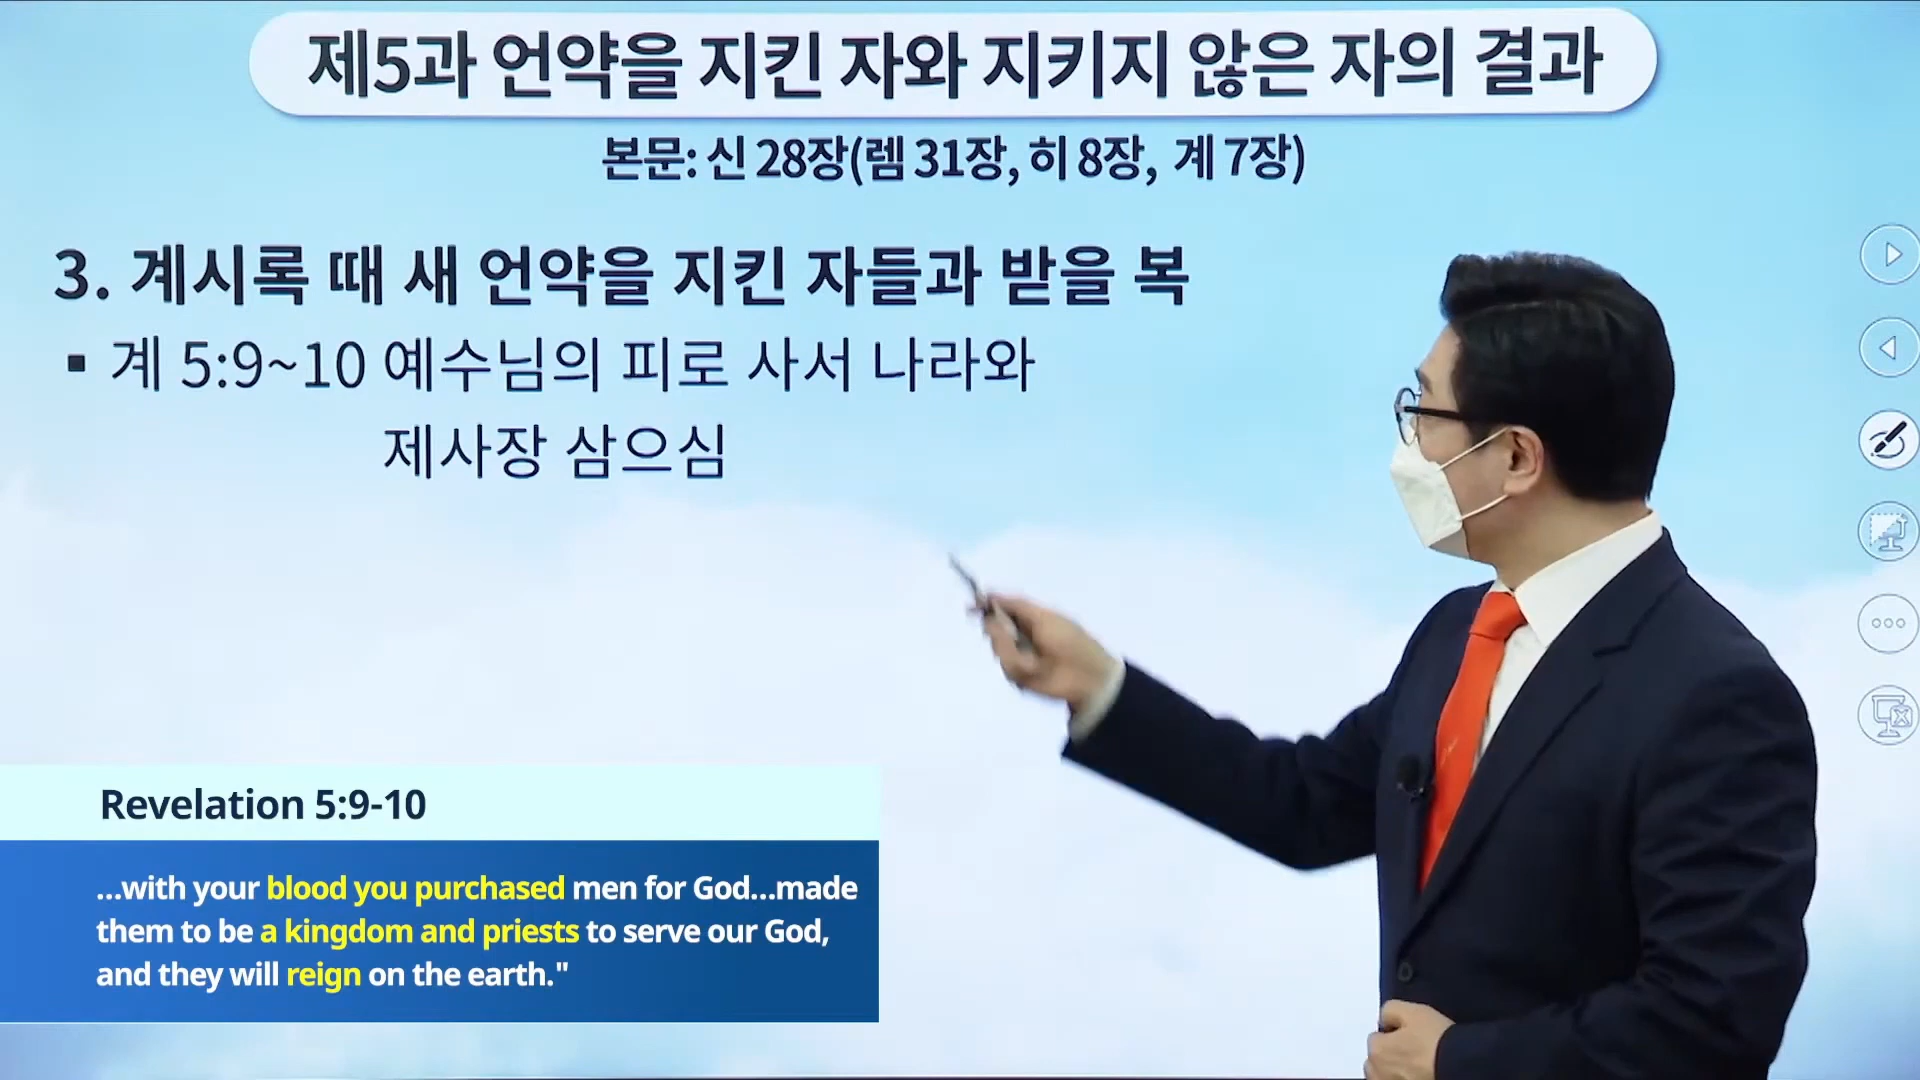 제5과 언약을 지킨 자와 지키지 않은 자의 결과
본문: 신 28장(렘 31장, 히 8장, 계 7장)
3. 계시록 때 새 언약을 지킨 자들과 받을 복
▪ 계 5:9~10 예수님의 피로 사서 나라와
제사장 삼으심
Revelation 5:9-10
...with your blood you purchased men for God...made
them to be a kingdom and priests to serve our God,
and they will reign on the earth."